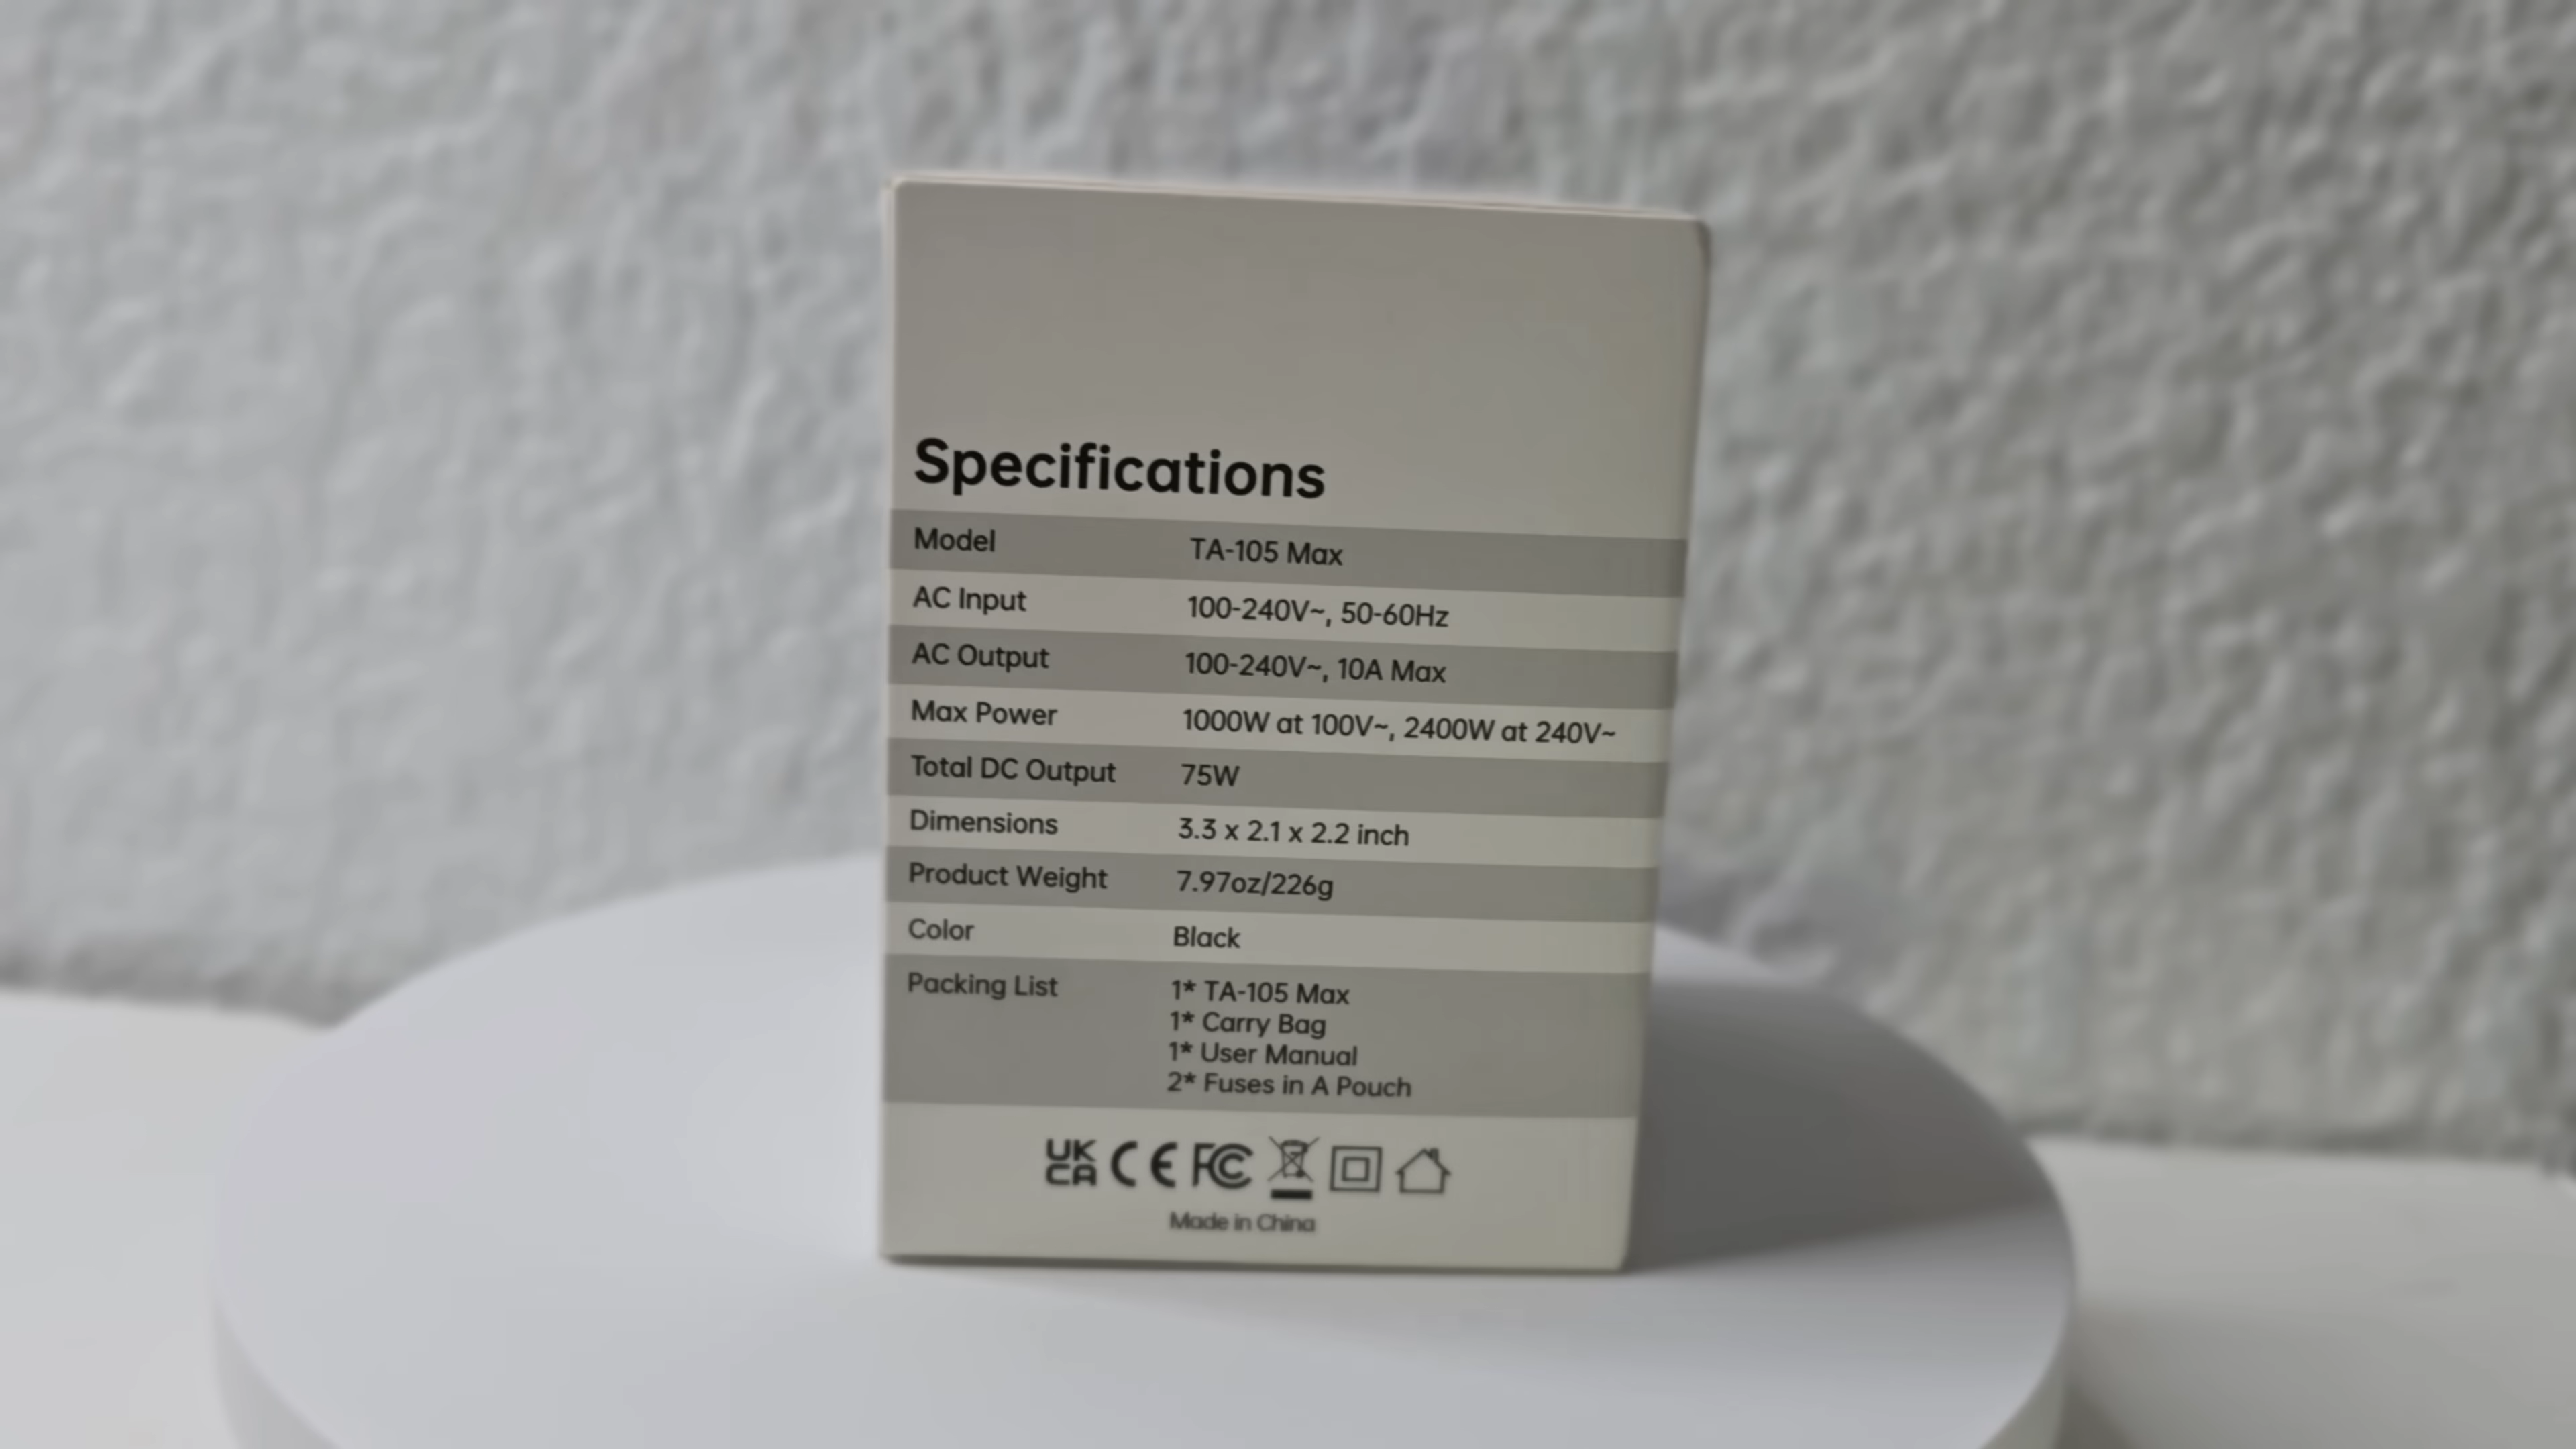 Specifications
Model TA-105 Max
AC Input 100-240V~, 50-60Hz
AC Output 100-240V~, 10A Max
Max Power 1000W at 100V~, 2400W at 240V~
Total DC Output 75W
Dimensions 3.3 x 2.1 x 2.2 inch
Product Weight 7.97oz/226g
Color Black
Packing List 1* TA-105 Max
1* Carry Bag
1* User Manual
2* Fuses in A Pouch
UK
CA CE FC
Made in China